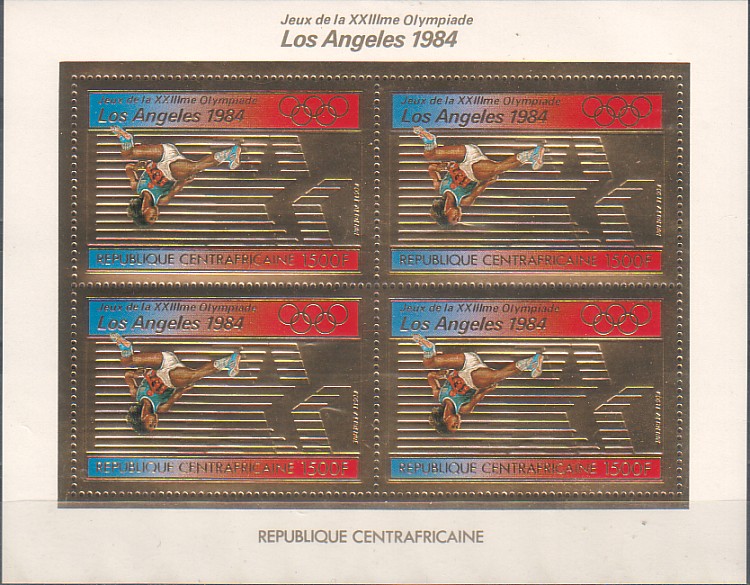 Jeux de la XXIIIme Olympiade
Los Angeles 1984
Jeux de la XXIIIme Olympiade
Los Angeles 1984
REPUBLIQUE CENTRAFRICAINE 1500F
Jeux de la XXIIIme Olympiade
Los Angeles 1984
REPUBLIQUE CENTRAFRICAINE 1500F
Jeux de la XXIIIme Olympiade
Los Angeles 1984
REPUBLIQUE CENTRAFRICAINE 1500F
Jeux de la XXIIIme Olympiade
Los Angeles 1984
REPUBLIQUE CENTRAFRICAINE 1500F
REPUBLIQUE CENTRAFRICAINE